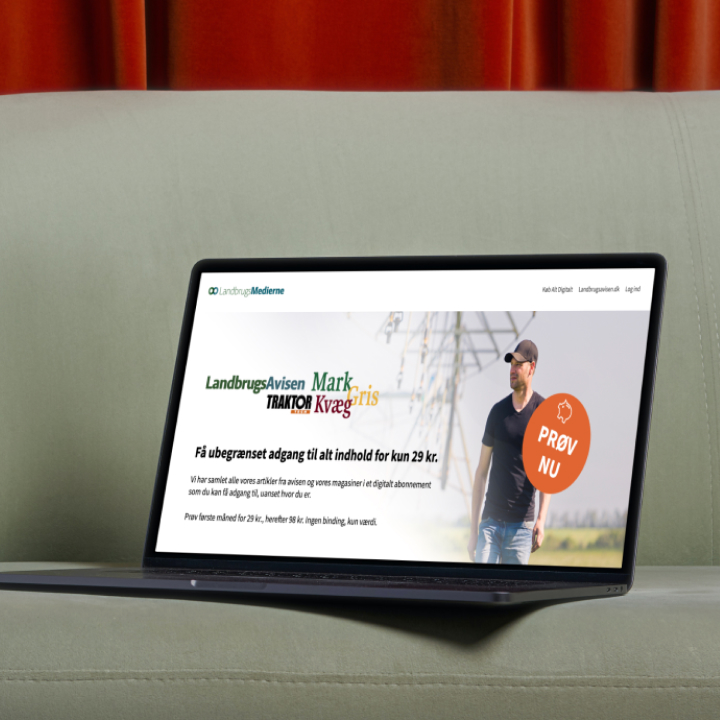 LandbrugsMedierne
Køb Alt Digitalt Landbrugsavisen.dk Log ind
LandbrugsAvisen Mark
TRAKTOR Kvæg Gris
TECH
Få ubegrænset adgang til alt indhold for kun 29 kr.
Vi har samlet alle vores artikler fra avisen og vores magasiner i et digitalt abonnement
som du kan få adgang til, uanset hvor du er.
Prøv første måned for 29 kr., herefter 98 kr. Ingen binding, kun værdi.
PRØV
NU